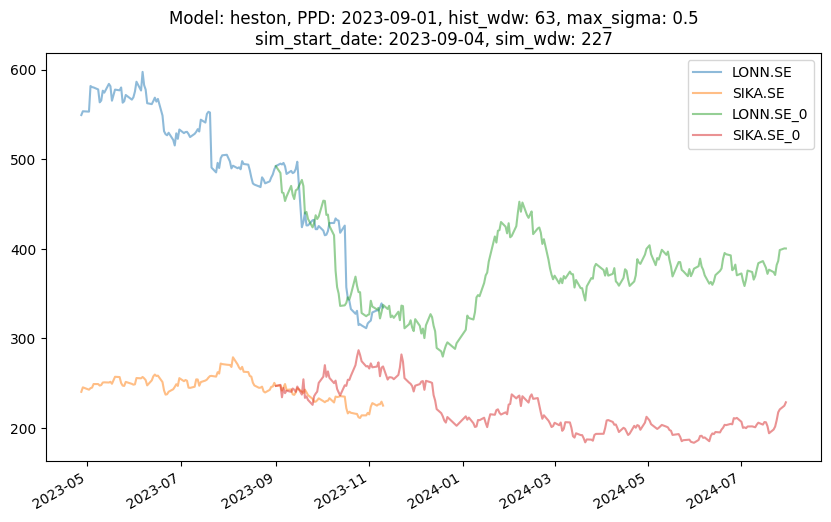 Model: heston, PPD: 2023-09-01, hist_wdw: 63, max_sigma: 0.5
sim_start_date: 2023-09-04, sim_wdw: 227
LONN.SE
SIKA.SE
LONN.SE_0
SIKA.SE_0
600
500
400
300
200
2023-05
2023-07
2023-09
2023-11
2024-01
2024-03
2024-05
2024-07